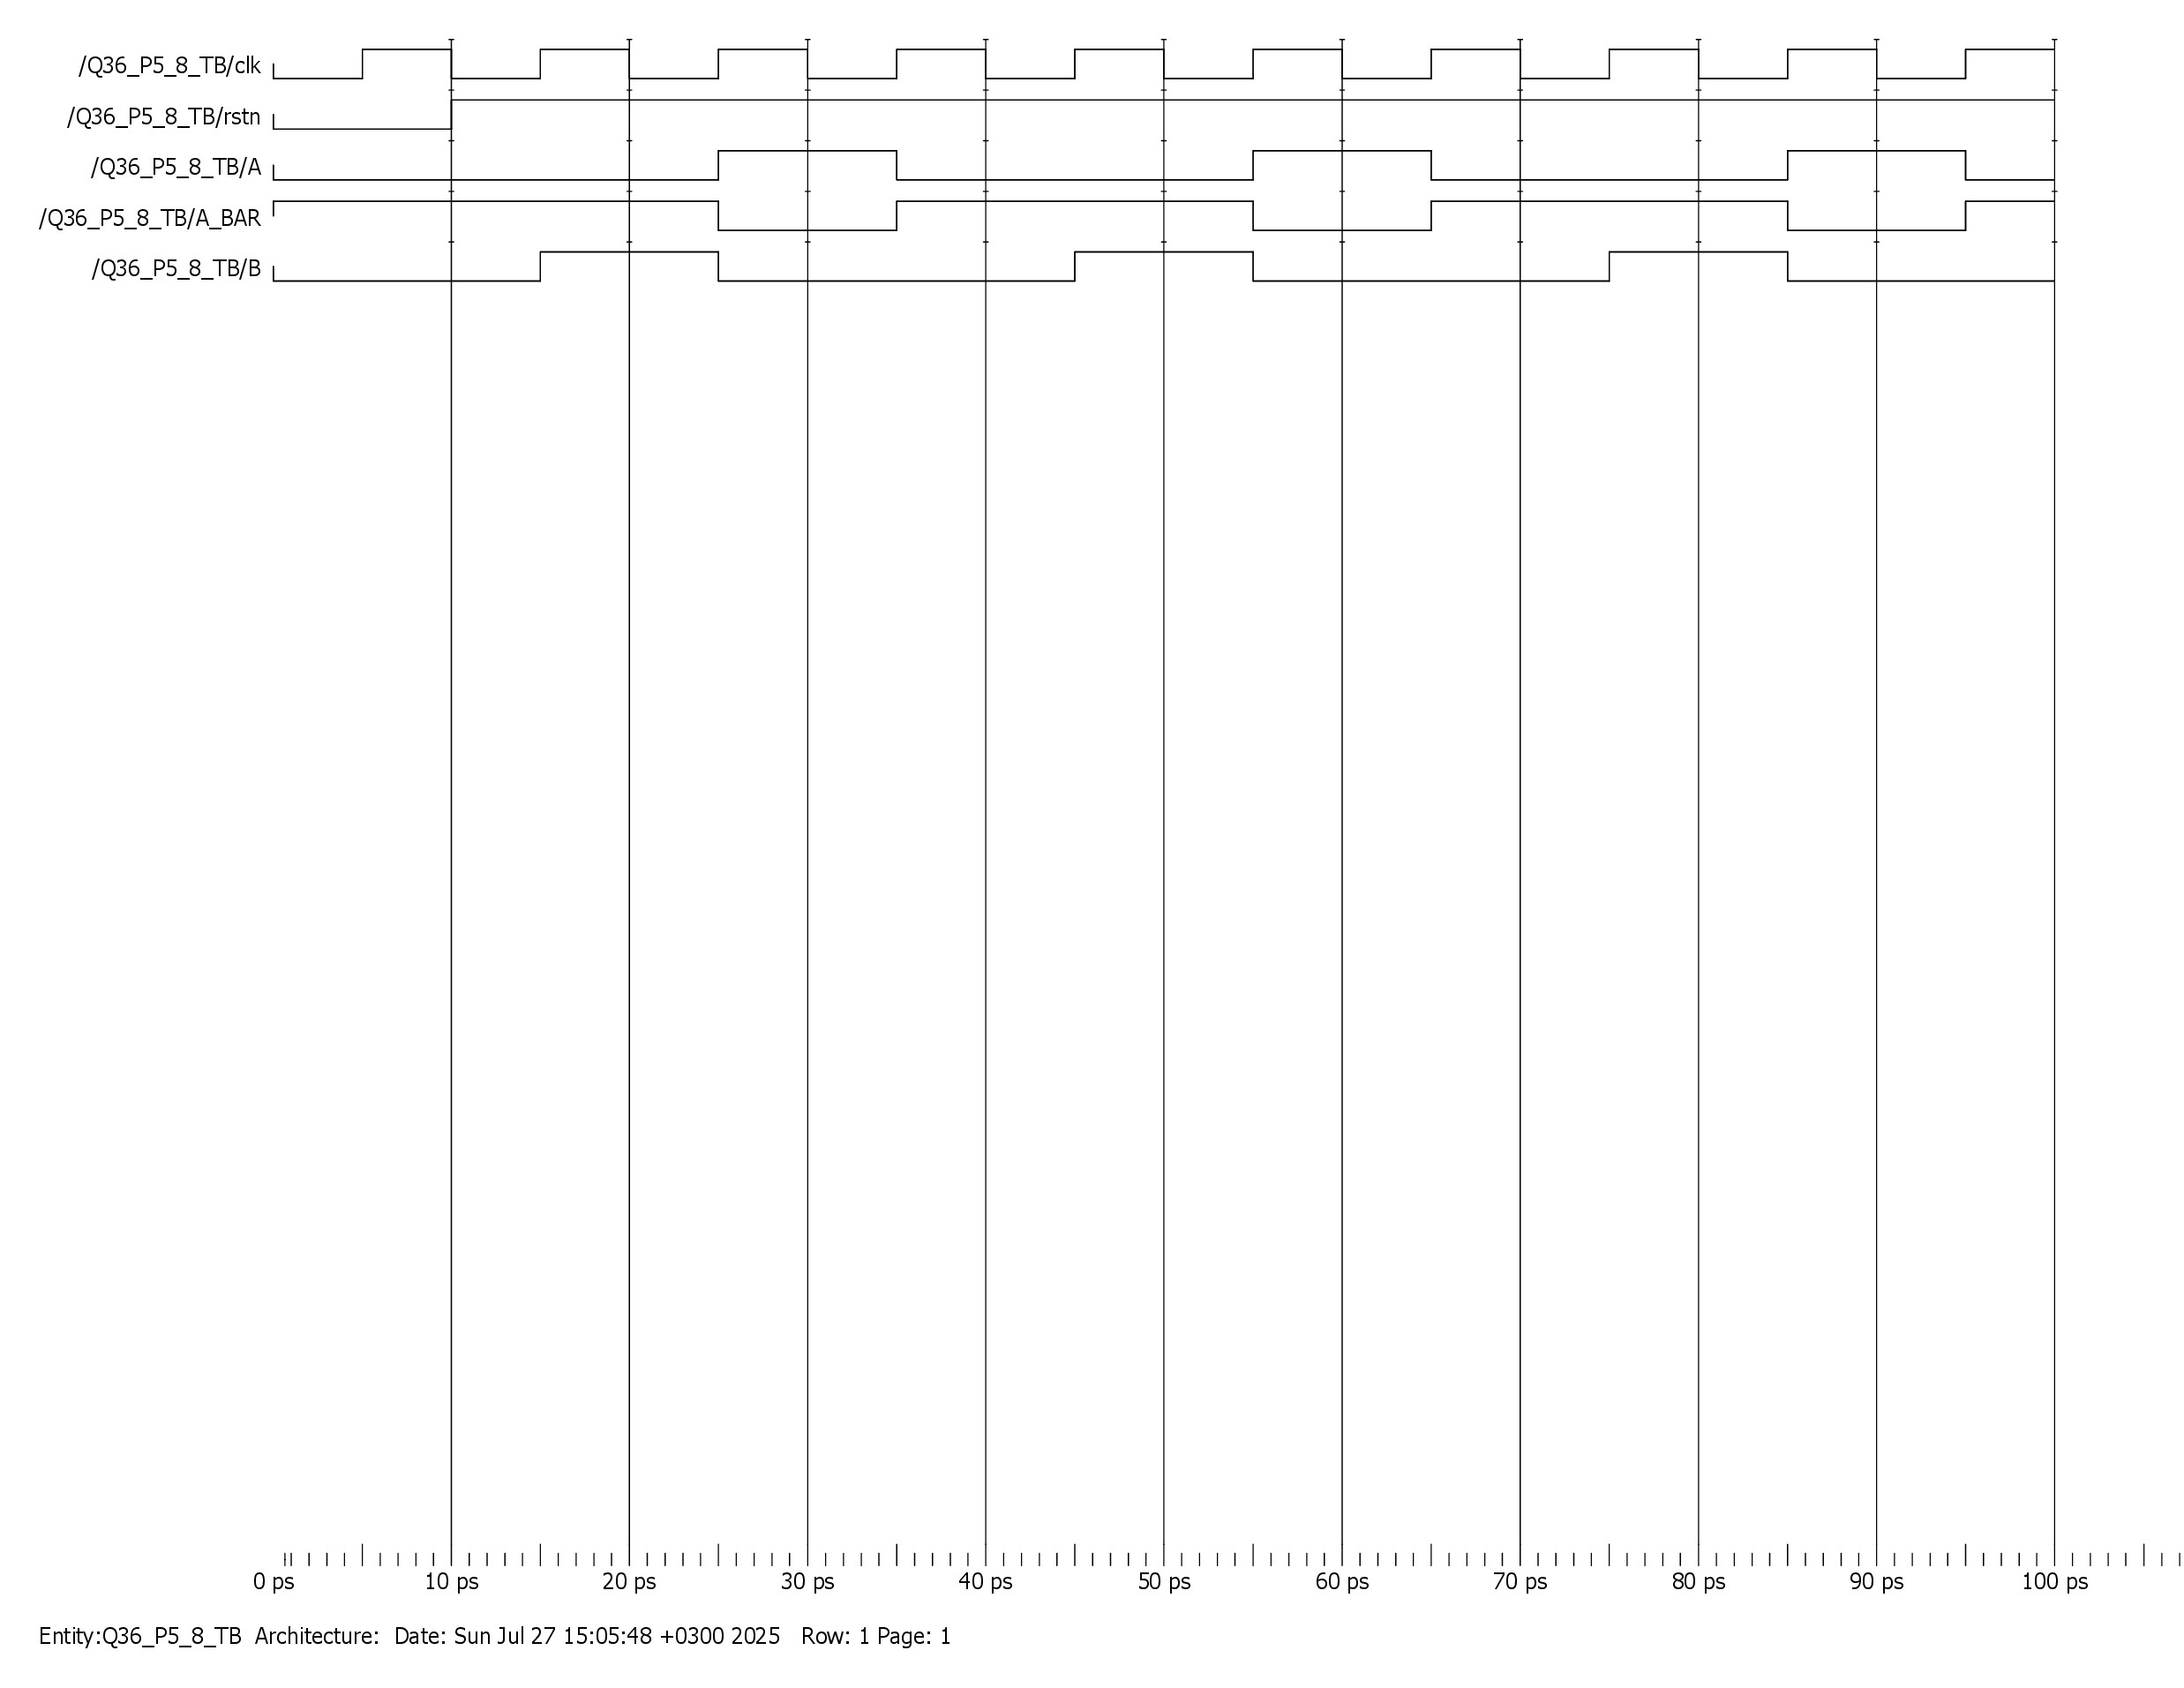 /Q36_P5_8_TB/clk
/Q36_P5_8_TB/rstn
/Q36_P5_8_TB/A
/Q36_P5_8_TB/A_BAR
/Q36_P5_8_TB/B
0 ps 10 ps 20 ps 30 ps 40 ps 50 ps 60 ps 70 ps 80 ps 90 ps 100 ps
Entity:Q36_P5_8_TB Architecture: Date: Sun Jul 27 15:05:48 +0300 2025 Row: 1 Page: 1